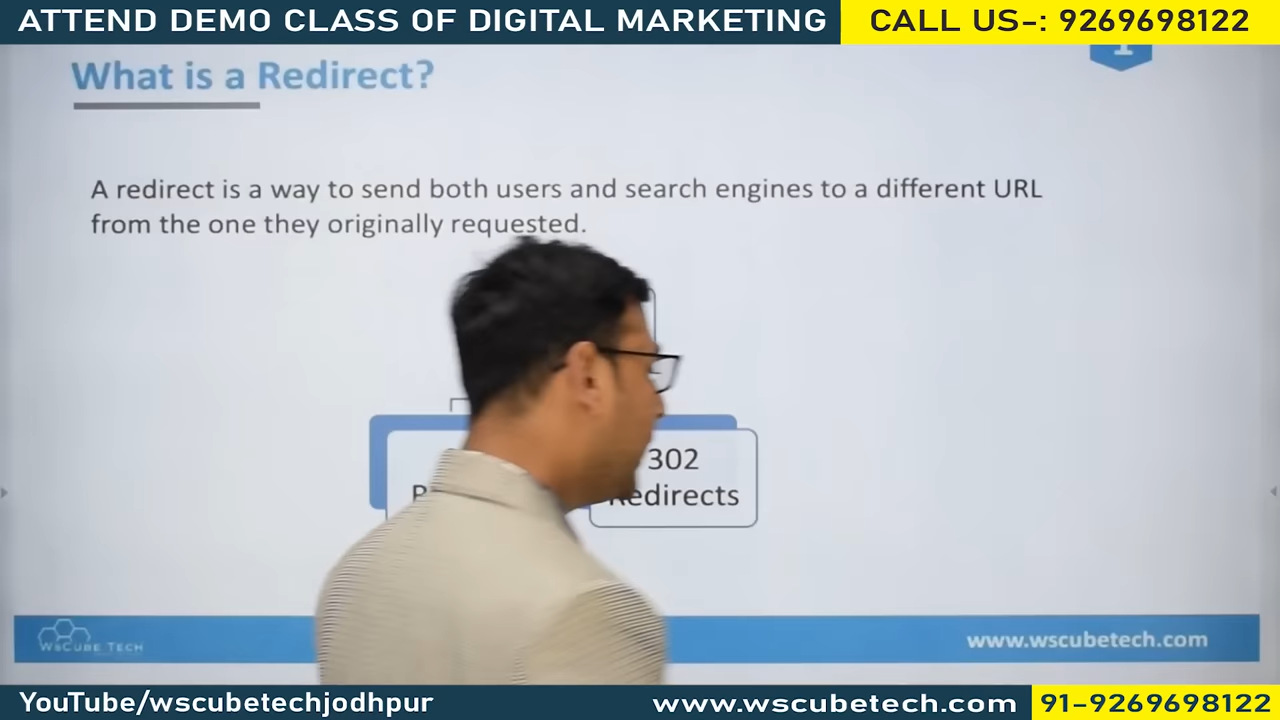 ATTEND DEMO CLASS OF DIGITAL MARKETING
CALL US-: 9269698122
What is a Redirect?
A redirect is a way to send both users and search engines to a different URL
from the one they originally requested.
302
Redirects
WsCube Tech
www.wscubetech.com
YouTube/wscubetechjodhpur
www.wscubetech.com
91-9269698122